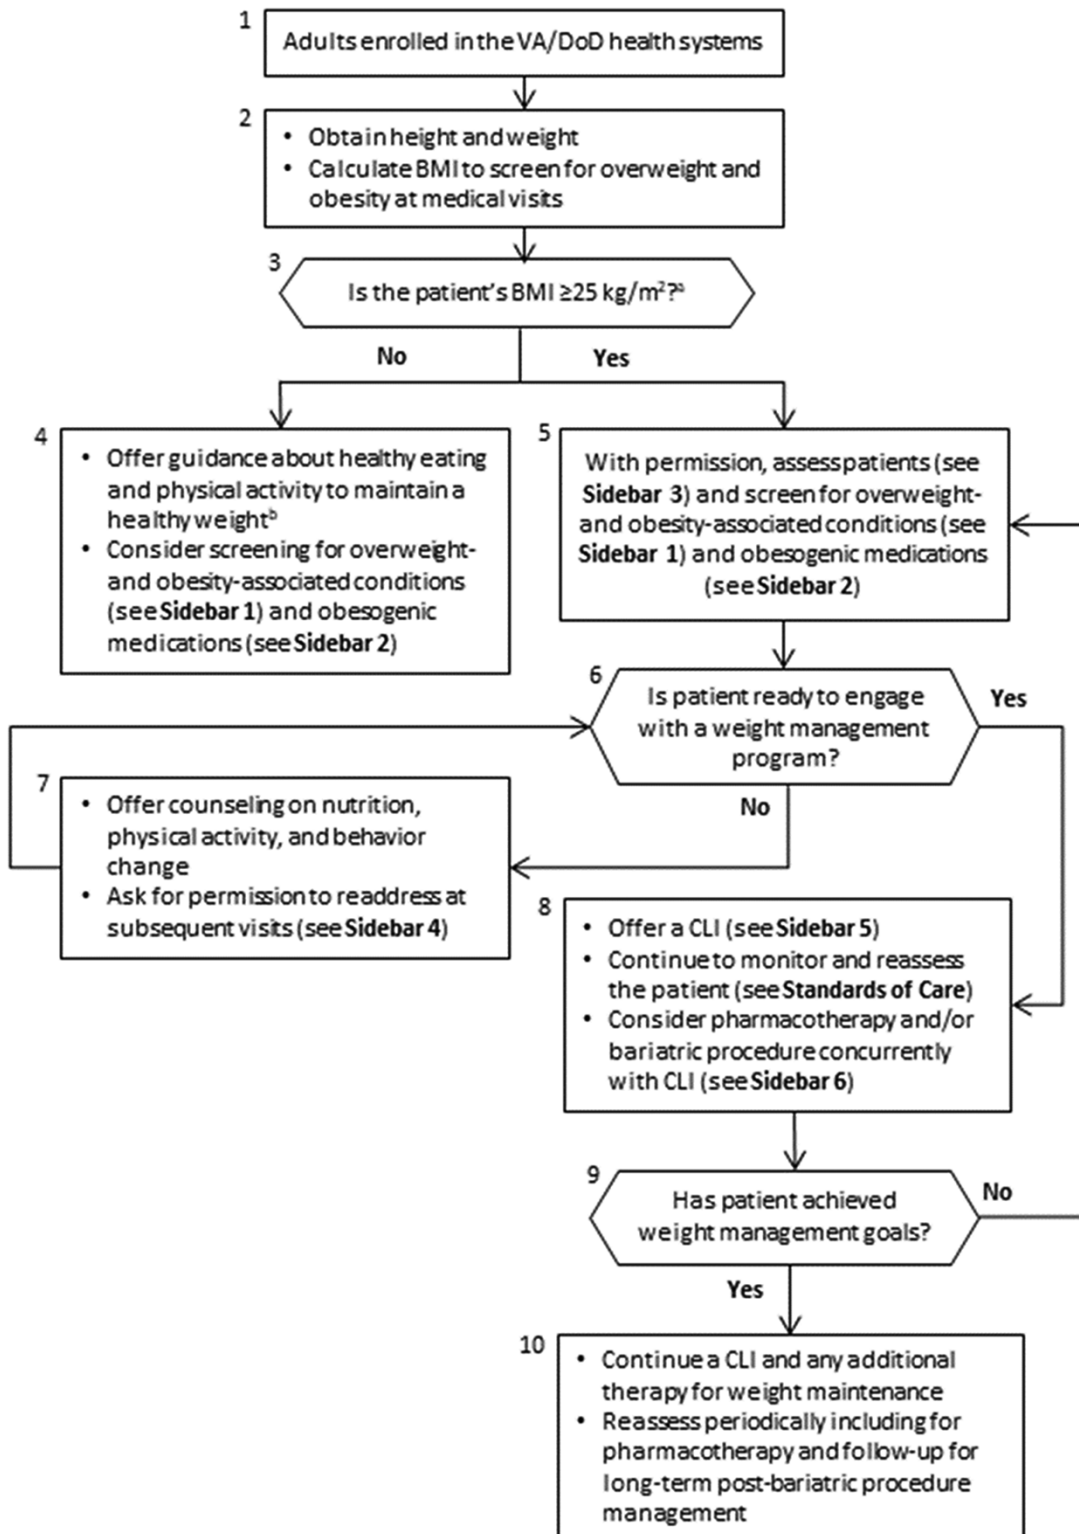 1
Adults enrolled in the VA/DoD health systems
2
• Obtain height and weight
• Calculate BMI to screen for overweight and
obesity at medical visits
3
Is the patient's BMI ≥25 kg/m²?ᵃ
No
Yes
4
• Offer guidance about healthy eating
and physical activity to maintain a
healthy weightᵇ
• Consider screening for overweight-
and obesity-associated conditions
(see Sidebar 1) and obesogenic
medications (see Sidebar 2)
5
With permission, assess patients (see
Sidebar 3) and screen for overweight-
and obesity-associated conditions (see
Sidebar 1) and obesogenic medications
(see Sidebar 2)
6
Is patient ready to engage
with a weight management
program?
Yes
No
7
• Offer counseling on nutrition,
physical activity, and behavior
change
• Ask for permission to readdress at
subsequent visits (see Sidebar 4)
8
• Offer a CLI (see Sidebar 5)
• Continue to monitor and reassess
the patient (see Standards of Care)
• Consider pharmacotherapy and/or
bariatric procedure concurrently
with CLI (see Sidebar 6)
9
Has patient achieved
weight management goals?
No
Yes
10
• Continue a CLI and any additional
therapy for weight maintenance
• Reassess periodically including for
pharmacotherapy and follow-up for
long-term post-bariatric procedure
management